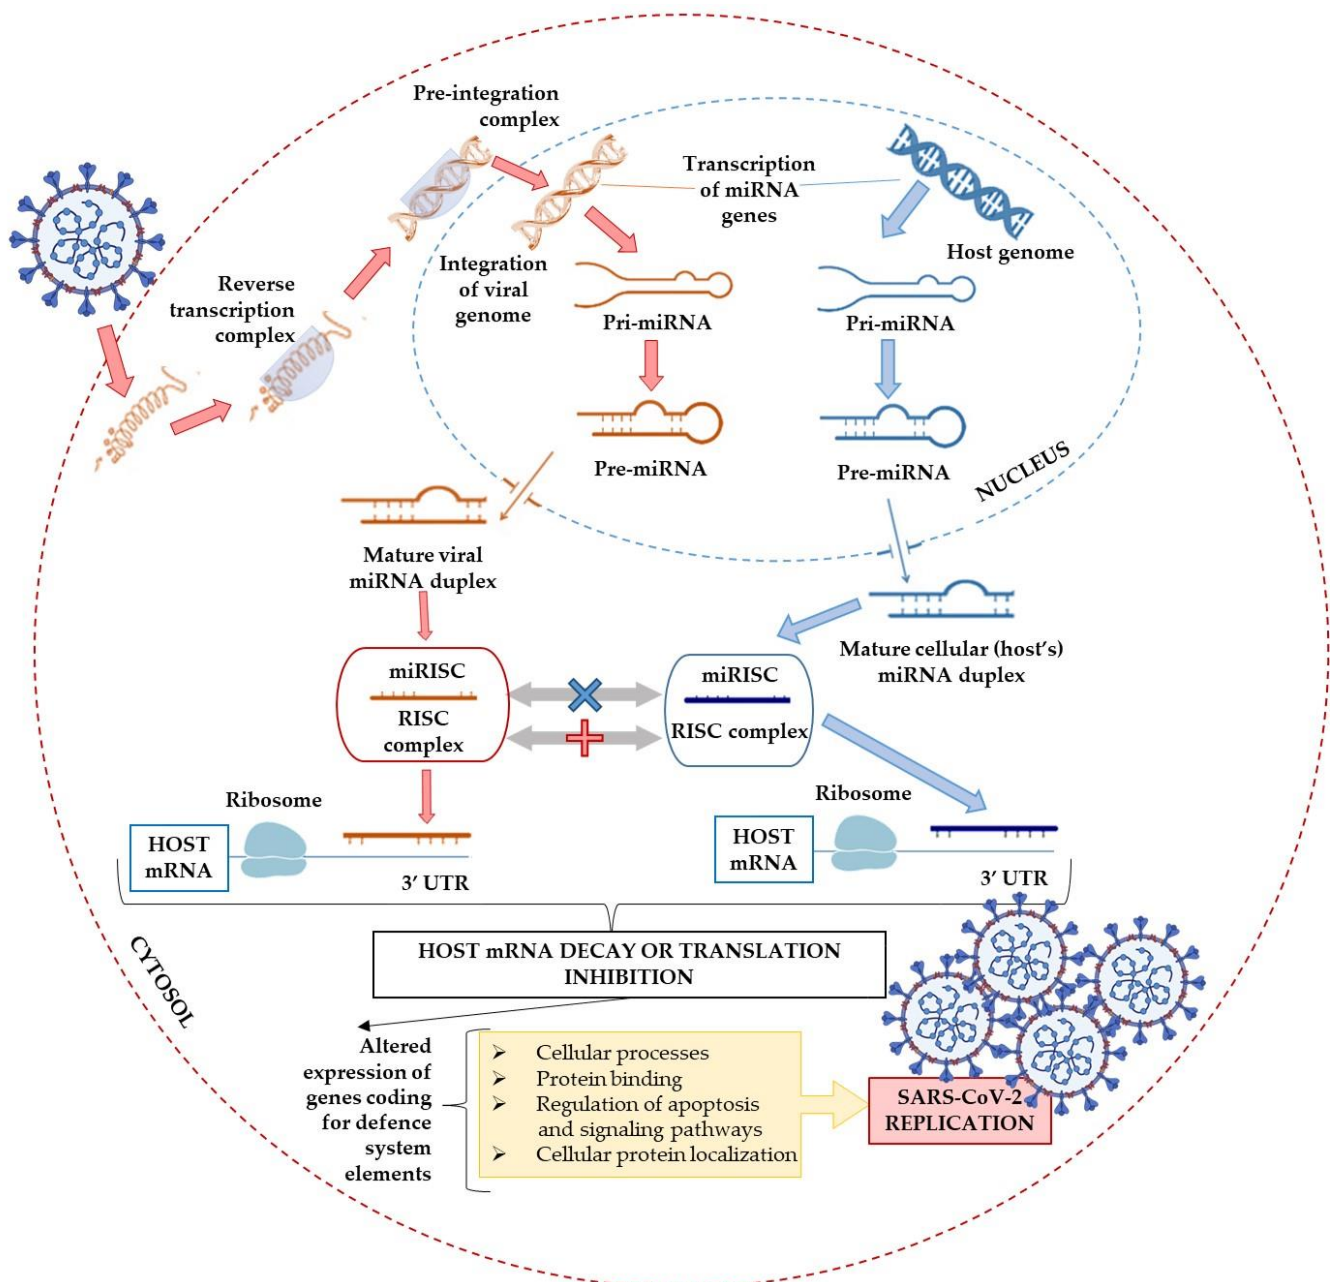 Pre-integration
complex
Transcription
of miRNA
genes
Host genome
Reverse
transcription
complex
Integration
of viral
genome
Pri-miRNA
Pri-miRNA
Pre-miRNA
Pre-miRNA
NUCLEUS
Mature viral
miRNA duplex
Mature cellular (host's)
miRNA duplex
miRISC
RISC
complex
miRISC
RISC complex
Ribosome
HOST
mRNA
3' UTR
Ribosome
HOST
mRNA
3' UTR
CYTOSOL
HOST mRNA DECAY OR TRANSLATION
INHIBITION
Altered
expression of
genes coding
for defence
system
elements
➢ Cellular processes
➢ Protein binding
➢ Regulation of apoptosis
and signaling pathways
➢ Cellular protein localization
SARS-CoV-2
REPLICATION